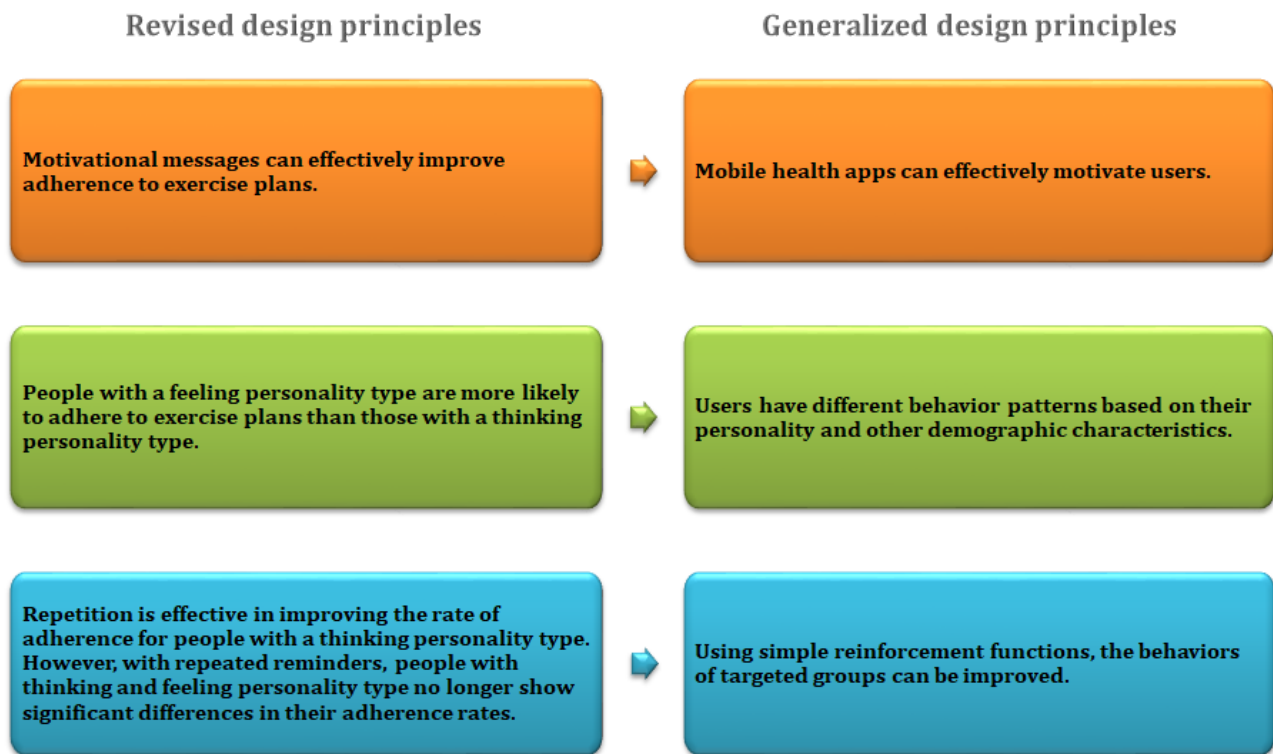 Revised design principles
Generalized design principles
Motivational messages can effectively improve
adherence to exercise plans.
Mobile health apps can effectively motivate users.
People with a feeling personality type are more likely
to adhere to exercise plans than those with a thinking
personality type.
Users have different behavior patterns based on their
personality and other demographic characteristics.
Repetition is effective in improving the rate of
adherence for people with a thinking personality type.
However, with repeated reminders, people with
thinking and feeling personality type no longer show
significant differences in their adherence rates.
Using simple reinforcement functions, the behaviors
of targeted groups can be improved.